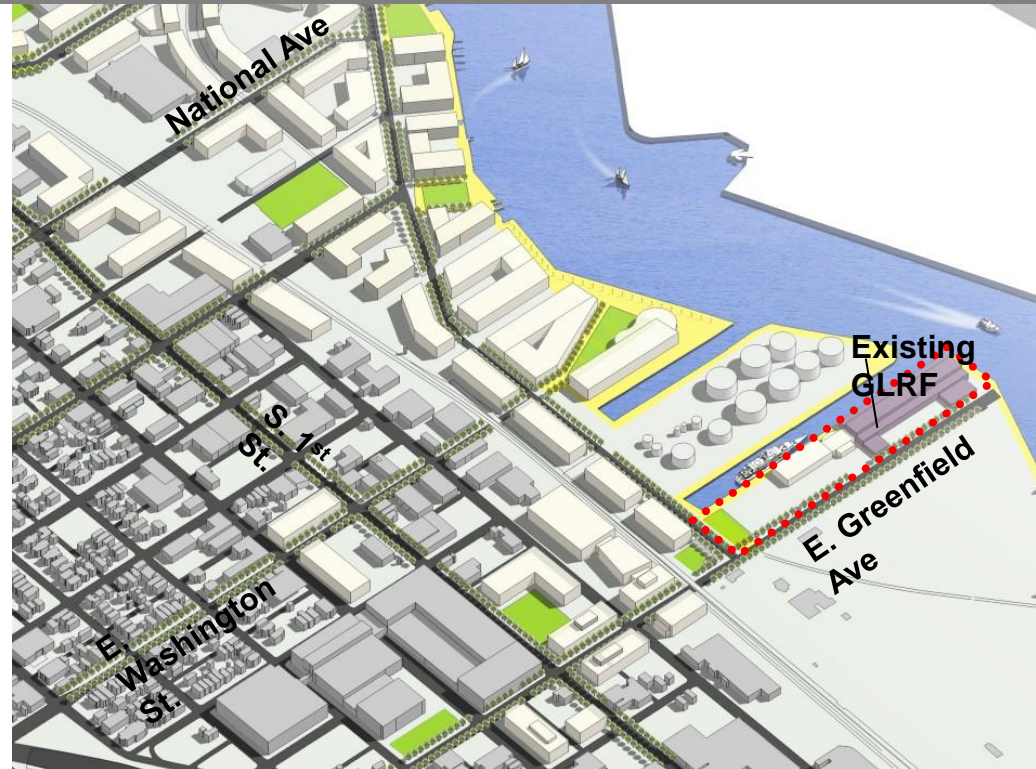 National Ave
Existing
GLRF
S. 1st
St.
E. Greenfield
Ave
E.
Washington
St.